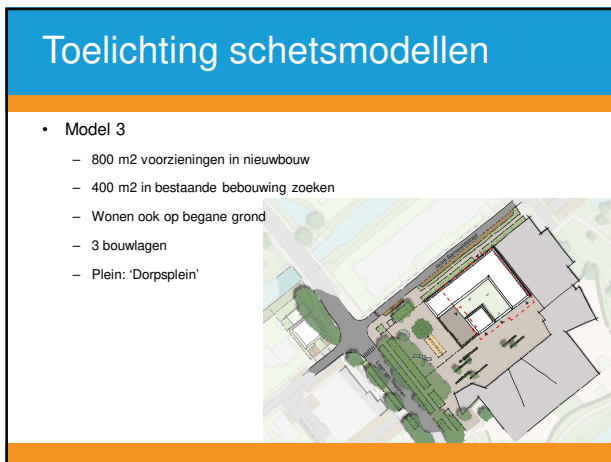 Toelichting schetsmodellen
• Model 3
– 800 m2 voorzieningen in nieuwbouw
– 400 m2 in bestaande bebouwing zoeken
– Wonen ook op begane grond
– 3 bouwlagen
– Plein: ‘Dorpsplein’